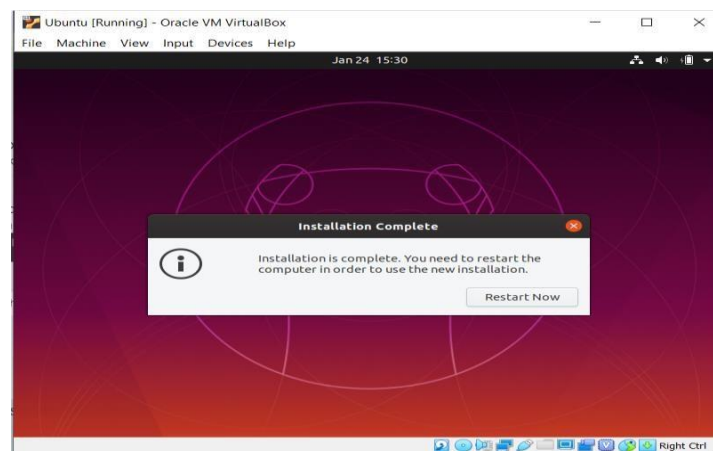 Ubuntu [Running] - Oracle VM VirtualBox
File Machine View Input Devices Help
Jan 24 15:30
Installation Complete
Installation is complete. You need to restart the
computer in order to use the new installation.
Restart Now
Right Ctrl